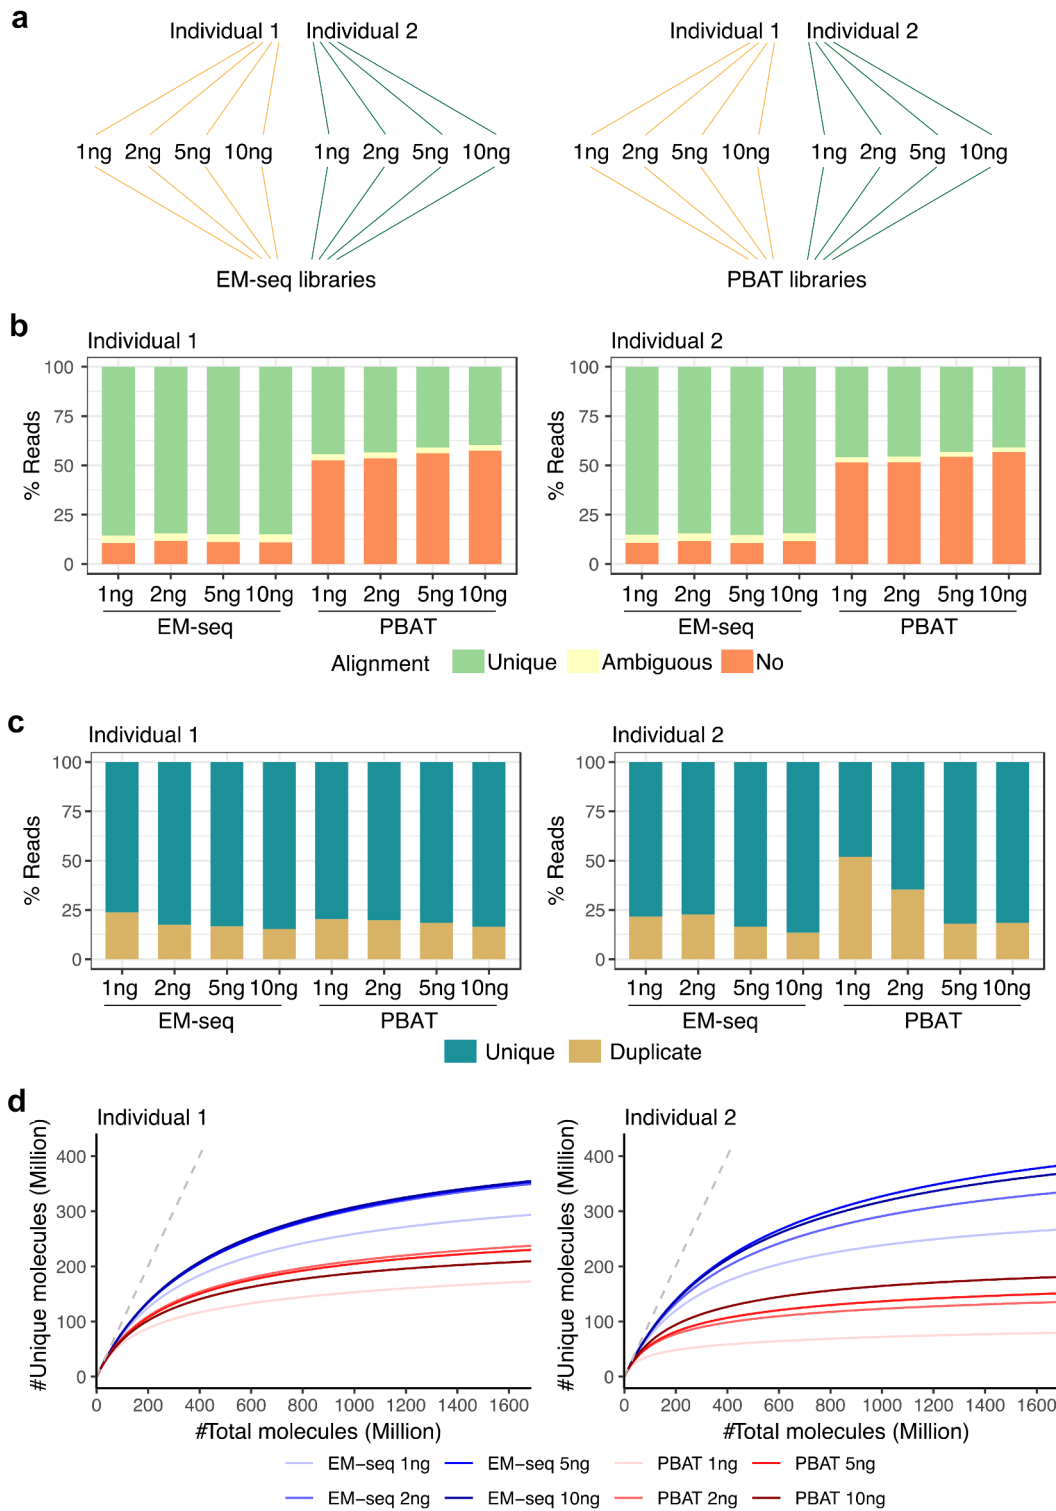 a
Individual 1 Individual 2 Individual 1 Individual 2
1ng 2ng 5ng 10ng 1ng 2ng 5ng 10ng 1ng 2ng 5ng 10ng 1ng 2ng 5ng 10ng
EM-seq libraries PBAT libraries
b
Individual 1
% Reads
100
75
50
25
0
1ng 2ng 5ng 10ng 1ng 2ng 5ng 10ng
EM-seq PBAT
Individual 2
% Reads
100
75
50
25
0
1ng 2ng 5ng 10ng 1ng 2ng 5ng 10ng
EM-seq PBAT
Alignment Unique Ambiguous No
c
Individual 1
% Reads
100
75
50
25
0
1ng 2ng 5ng 10ng 1ng 2ng 5ng 10ng
EM-seq PBAT
Individual 2
% Reads
100
75
50
25
0
1ng 2ng 5ng 10ng 1ng 2ng 5ng 10ng
EM-seq PBAT
Unique Duplicate
d
Individual 1
#Unique molecules (Million)
400
300
200
100
0
0 200 400 600 800 1000 1200 1400 1600
#Total molecules (Million)
Individual 2
#Unique molecules (Million)
400
300
200
100
0
0 200 400 600 800 1000 1200 1400 1600
#Total molecules (Million)
EM−seq 1ng EM−seq 5ng PBAT 1ng PBAT 5ng
EM−seq 2ng EM−seq 10ng PBAT 2ng PBAT 10ng